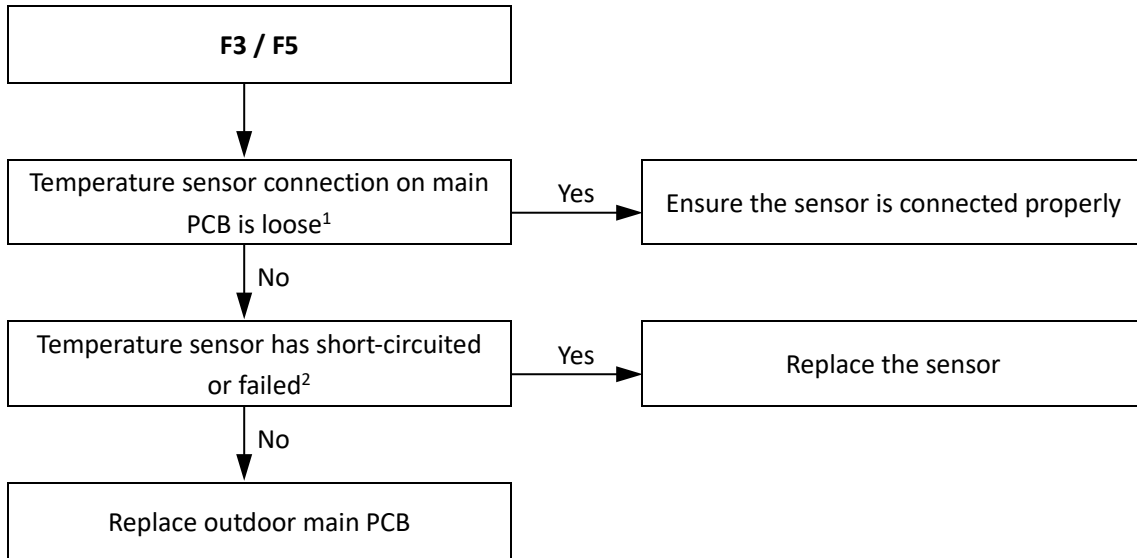 F3 / F5
Temperature sensor connection on main
PCB is loose1
Yes
Ensure the sensor is connected properly
No
Temperature sensor has short-circuited
or failed2
Yes
Replace the sensor
No
Replace outdoor main PCB